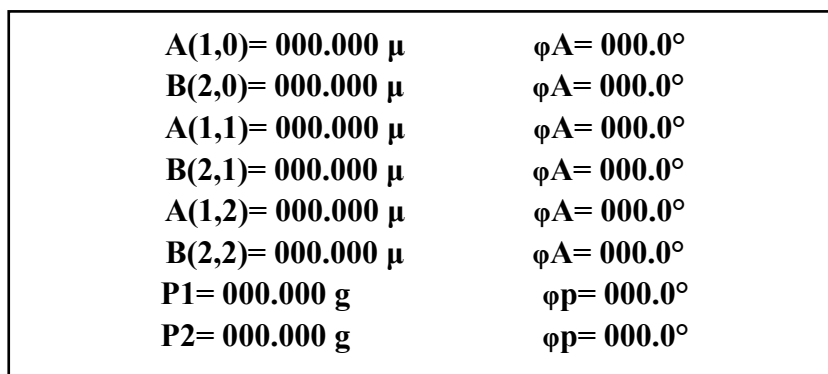 A(1,0)= 000.000 μ φA= 000.0°
B(2,0)= 000.000 μ φA= 000.0°
A(1,1)= 000.000 μ φA= 000.0°
B(2,1)= 000.000 μ φA= 000.0°
A(1,2)= 000.000 μ φA= 000.0°
B(2,2)= 000.000 μ φA= 000.0°
P1= 000.000 g φp= 000.0°
P2= 000.000 g φp= 000.0°